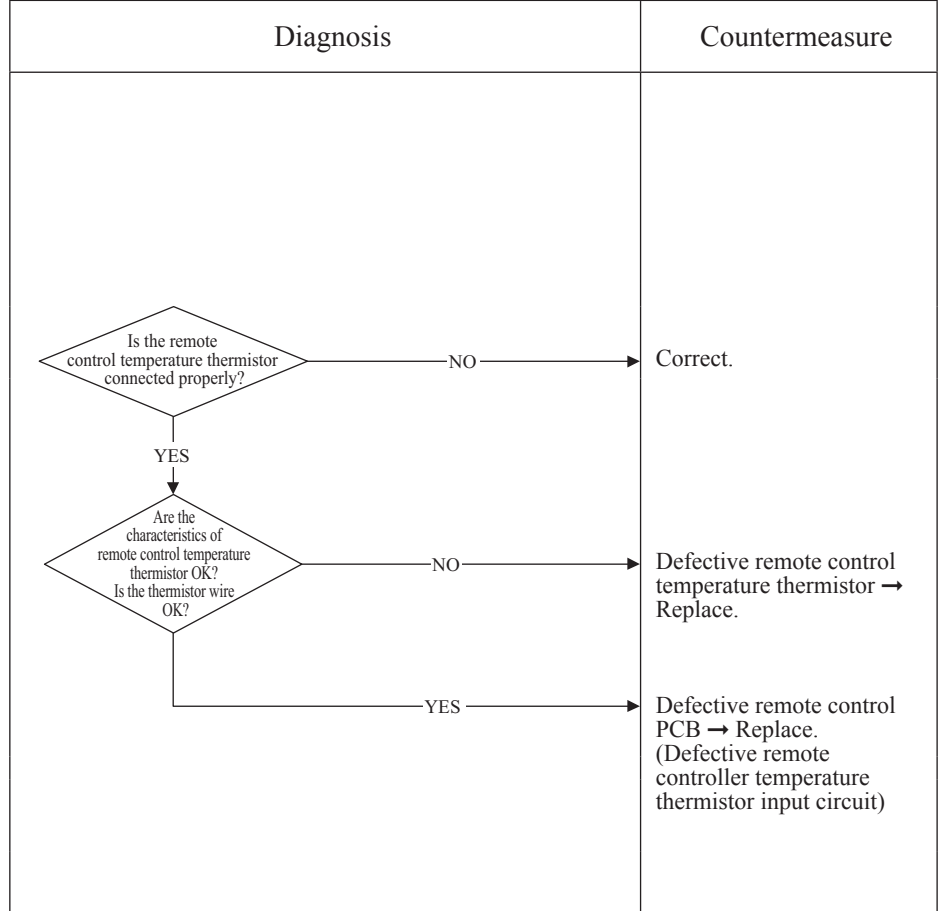 Diagnosis
Countermeasure
Is the remote
control temperature thermistor
connected properly?
NO
Correct.
YES
Are the
characteristics of
remote control temperature
thermistor OK?
Is the thermistor wire
OK?
NO
Defective remote control
temperature thermistor →
Replace.
YES
Defective remote control
PCB → Replace.
(Defective remote
controller temperature
thermistor input circuit)